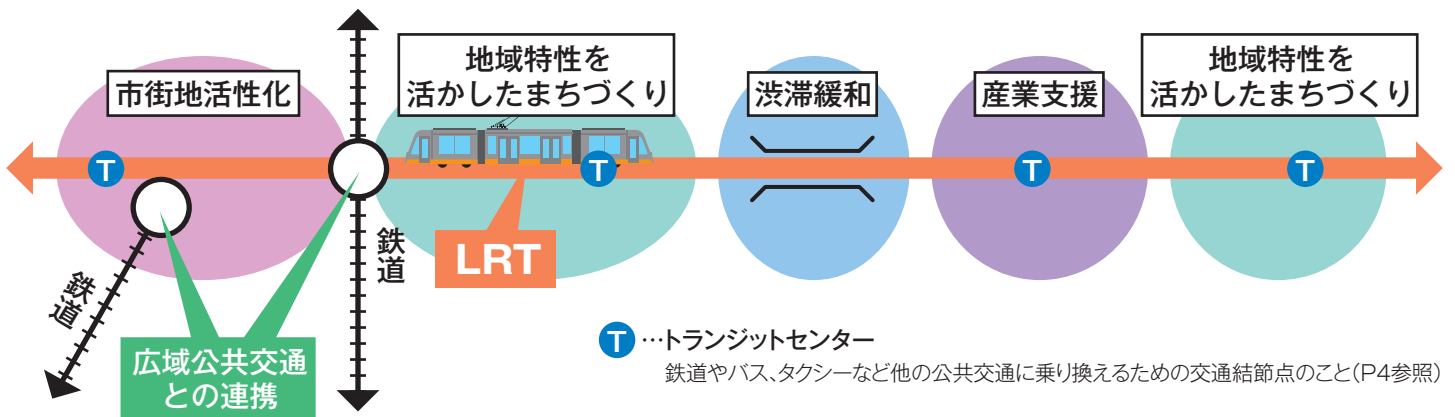 市街地活性化
地域特性を
活かしたまちづくり
渋滞緩和
産業支援
地域特性を
活かしたまちづくり
T
T
T
T
鉄道
鉄道
LRT
広域公共交通
との連携
T…トランジットセンター
鉄道やバス、タクシーなど他の公共交通に乗り換えるための交通結節点のこと(P4参照)